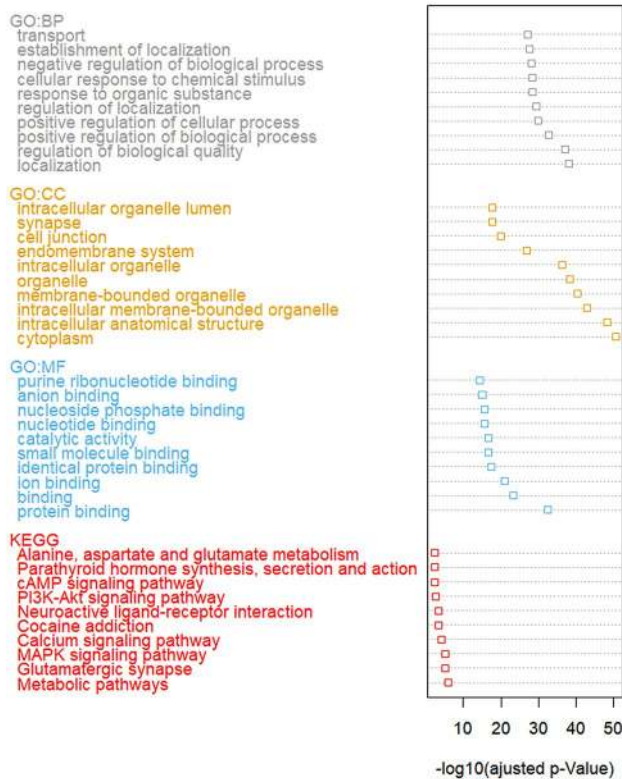 GO:BP
transport
establishment of localization
negative regulation of biological process
cellular response to chemical stimulus
response to organic substance
regulation of localization
positive regulation of cellular process
positive regulation of biological process
regulation of biological quality
localization
GO:CC
intracellular organelle lumen
synapse
cell junction
endomembrane system
intracellular organelle
organelle
membrane-bounded organelle
intracellular membrane-bounded organelle
intracellular anatomical structure
cytoplasm
GO:MF
purine ribonucleotide binding
anion binding
nucleoside phosphate binding
nucleotide binding
catalytic activity
small molecule binding
identical protein binding
ion binding
binding
protein binding
KEGG
Alanine, aspartate and glutamate metabolism
Parathyroid hormone synthesis, secretion and action
cAMP signaling pathway
PI3K-Akt signaling pathway
Neuroactive ligand-receptor interaction
Cocaine addiction
Calcium signaling pathway
MAPK signaling pathway
Glutamatergic synapse
Metabolic pathways
10 20 30 40 50
-log10(ajusted p-Value)